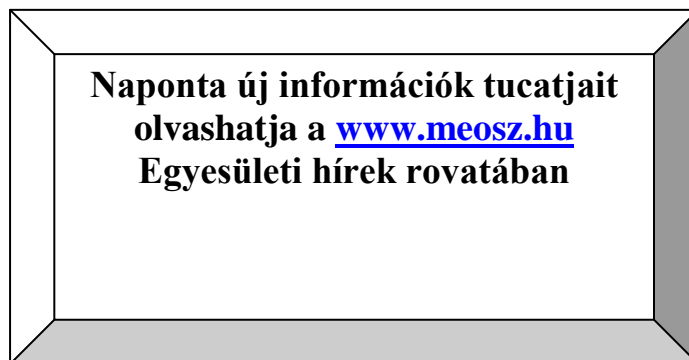 Naponta új információk tucatjait
olvashatja a www.meosz.hu
Egyesületi hírek rovatában